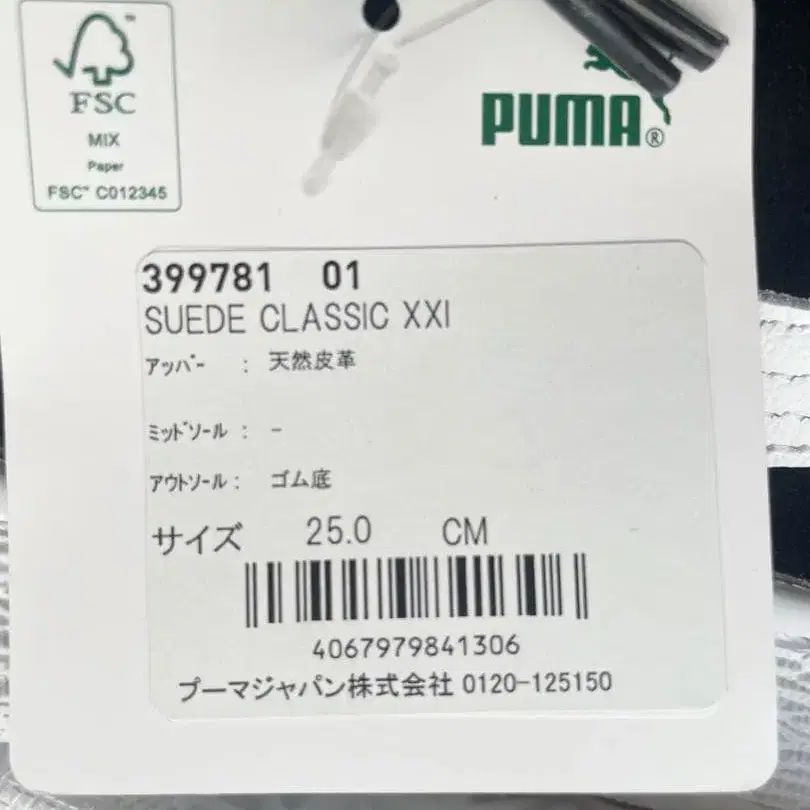 FSC
MIX
Paper
FSC™ C012345
PUMA®
399781 01
SUEDE CLASSIC XXI
アッパー : 天然皮革
ミッドソール : -
アウトソール : ゴム底
サイズ 25.0 CM
4067979841306
プーマジャパン株式会社 0120-125150